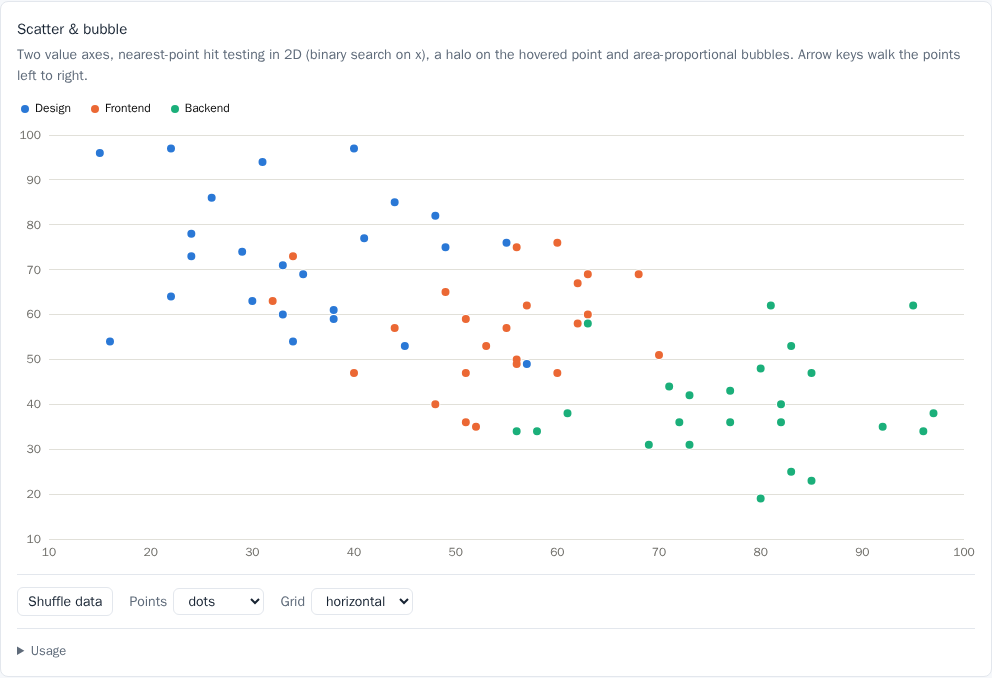 Scatter & bubble
Two value axes, nearest-point hit testing in 2D (binary search on x), a halo on the hovered point and area-proportional bubbles. Arrow keys walk the points
left to right.
Design Frontend Backend
100
90
80
70
60
50
40
30
20
10
10 20 30 40 50 60 70 80 90 100
Shuffle data Points dots Grid horizontal
Usage